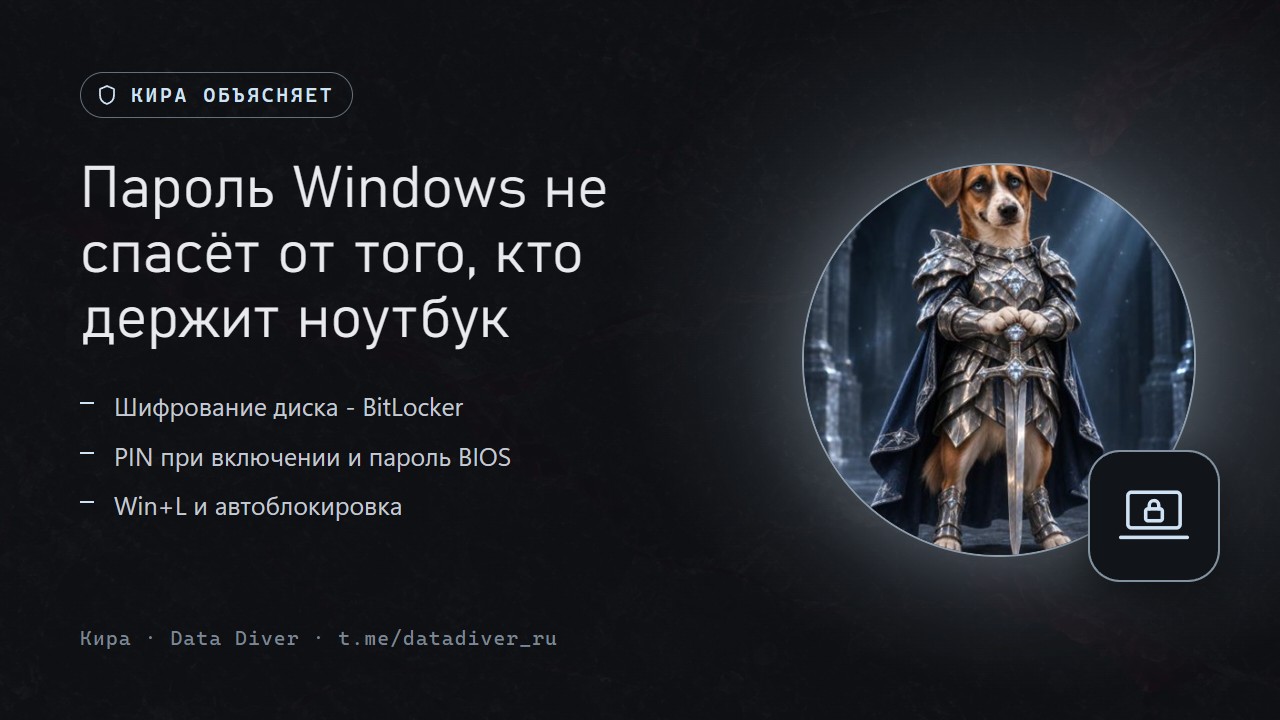 КИРА ОБЪЯСНЯЕТ
Пароль Windows не
спасёт от того, кто
держит ноутбук
Шифрование диска - BitLocker
PIN при включении и пароль BIOS
Win+L и автоблокировка
Кира · Data Diver · t.me/datadiver_ru